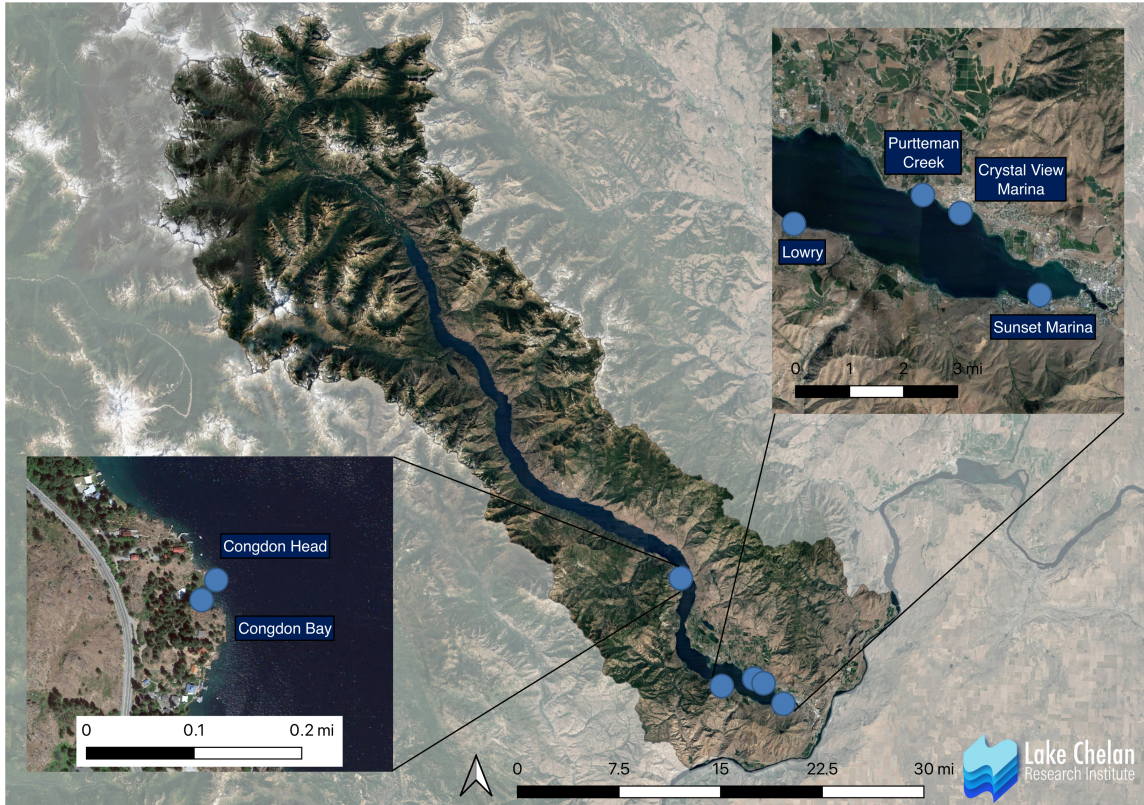 Purtteman
Creek
Crystal View
Marina
Lowry
Sunset Marina
0 1 2 3 mi
Congdon Head
Congdon Bay
0 0.1 0.2 mi
0 7.5 15 22.5 30 mi
Lake Chelan
Research Institute